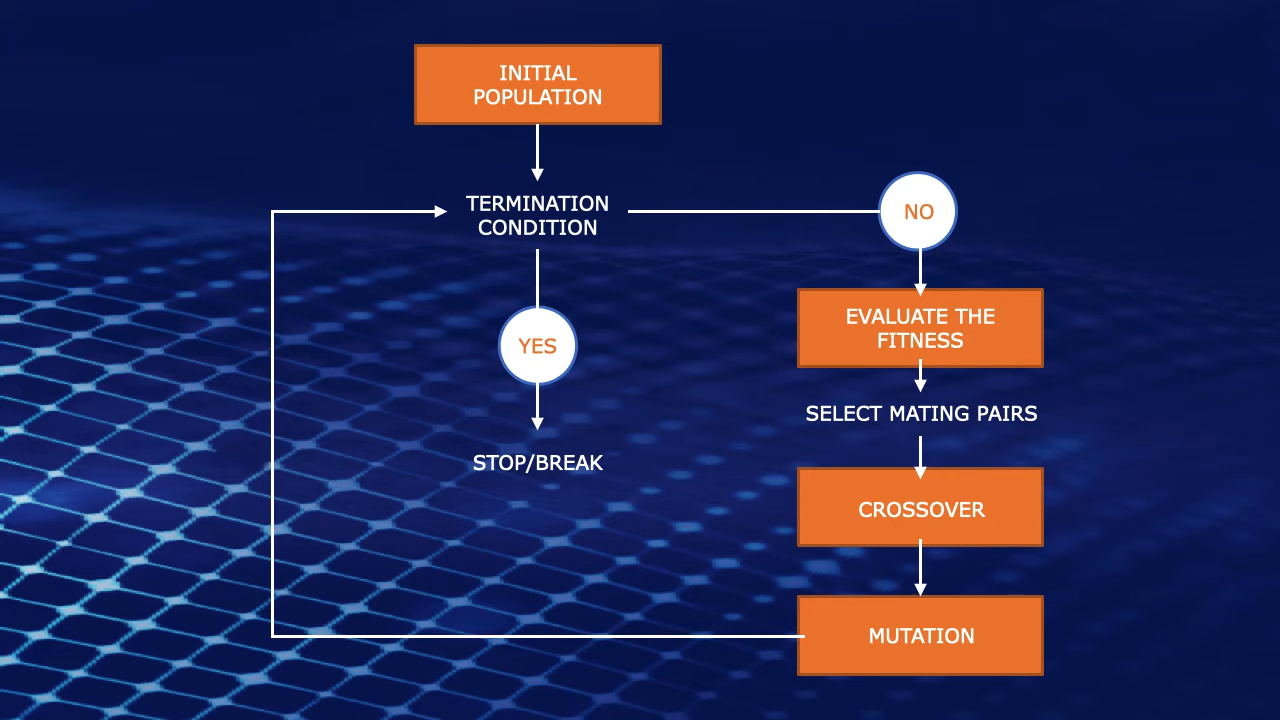 INITIAL
POPULATION
TERMINATION
CONDITION
NO
YES
EVALUATE THE
FITNESS
SELECT MATING PAIRS
STOP/BREAK
CROSSOVER
MUTATION